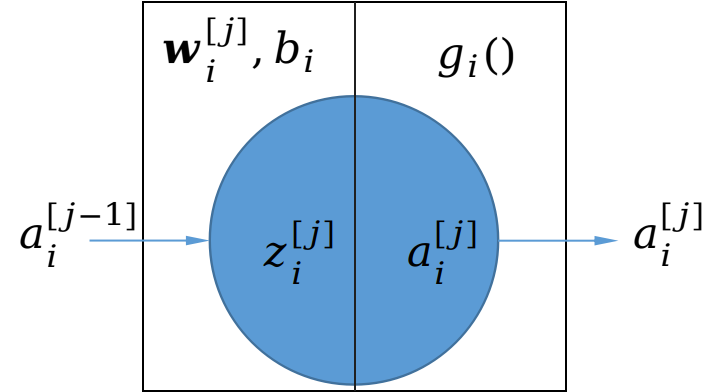 𝒘_i^{[j]}, b_i
g_i()
a_i^{[j−1]}
z_i^{[j]}
a_i^{[j]}
a_i^{[j]}